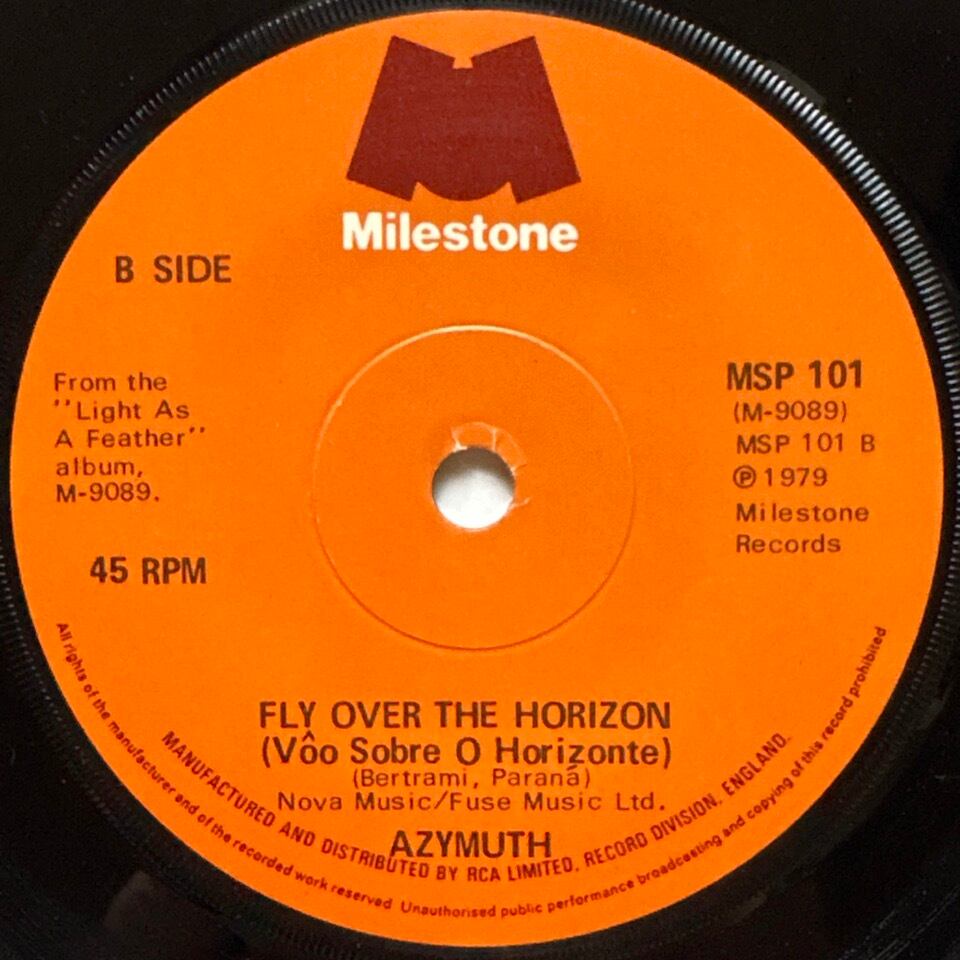 Milestone
B SIDE
From the
''Light As
A Feather''
album,
M-9089.
45 RPM
MSP 101
(M-9089)
MSP 101 B
℗ 1979
Milestone
Records
FLY OVER THE HORIZON
(Vôo Sobre O Horizonte)
(Bertrami, Paraná)
Nova Music/Fuse Music Ltd.
AZYMUTH
MANUFACTURED AND DISTRIBUTED BY RCA LIMITED, RECORD DIVISION, ENGLAND.
All rights of the manufacturer and of the recorded work reserved Unauthorised public performance broadcasting and copying of this record prohibited